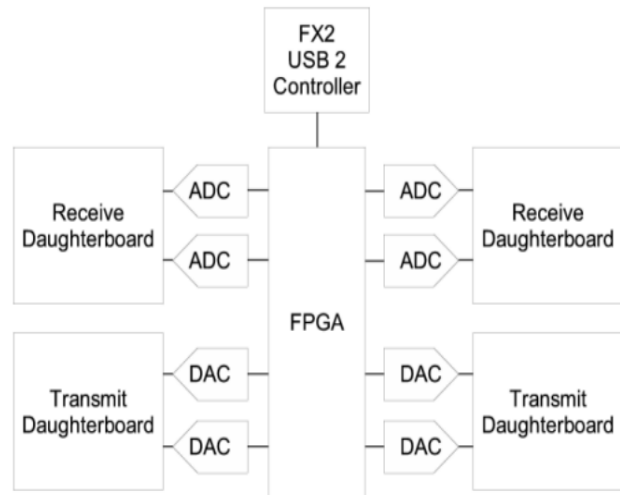 FX2
USB 2
Controller
ADC
ADC
Receive
Daughterboard
Receive
Daughterboard
ADC
ADC
FPGA
DAC
DAC
Transmit
Daughterboard
Transmit
Daughterboard
DAC
DAC